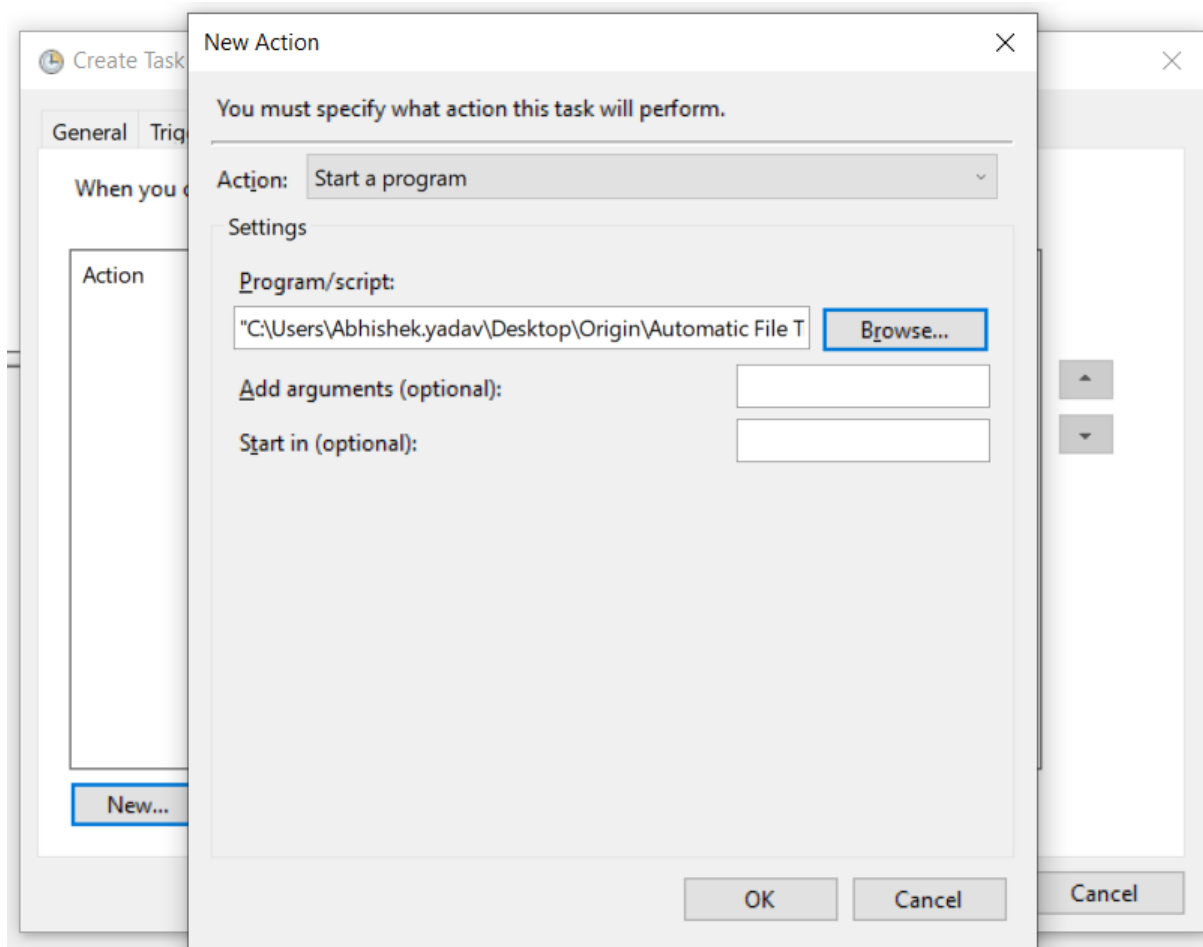 New Action
Create Task
You must specify what action this task will perform.
General
Action: Start a program
When you
Settings
Action
Program/script:
"C:\Users\Abhishek.yadav\Desktop\Origin\Automatic File T
Browse...
Add arguments (optional):
Start in (optional):
New...
OK
Cancel
Cancel